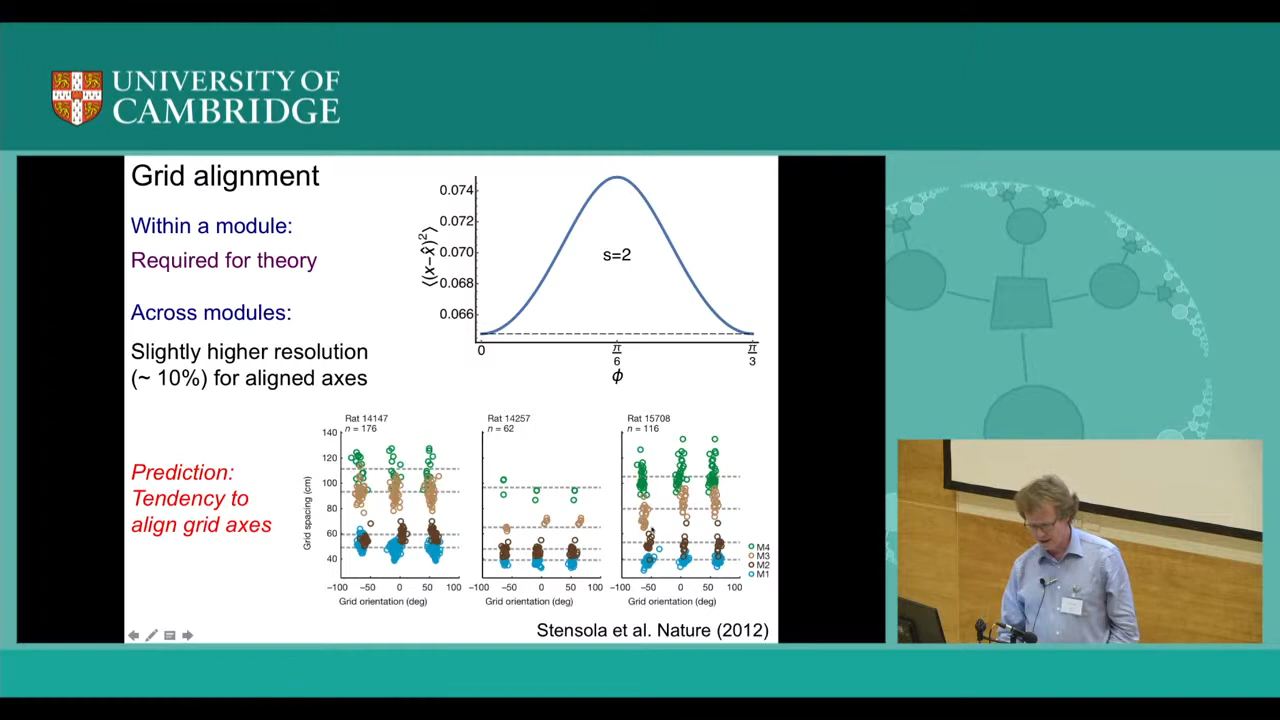 UNIVERSITY OF
CAMBRIDGE
Grid alignment
Within a module:
Required for theory
Across modules:
Slightly higher resolution
(~ 10%) for aligned axes
Prediction:
Tendency to
align grid axes
⟨(x−x̂)²⟩
0.074
0.072
0.070
0.068
0.066
s=2
0
π/6
π/3
ϕ
Rat 14147
n = 176
Rat 14257
n = 62
Rat 15708
n = 116
Grid spacing (cm)
140
120
100
80
60
40
M4
M3
M2
M1
−100 −50 0 50 100
−100 −50 0 50 100
−100 −50 0 50 100
Grid orientation (deg)
Grid orientation (deg)
Grid orientation (deg)
Stensola et al. Nature (2012)